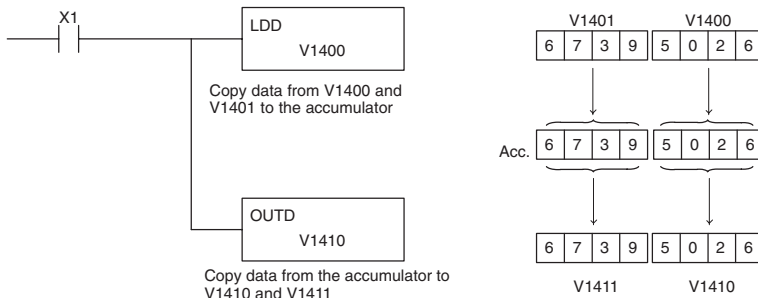 X1
LDD
V1400
Copy data from V1400 and
V1401 to the accumulator
OUTD
V1410
Copy data from the accumulator to
V1410 and V1411
V1401 V1400
6 7 3 9 5 0 2 6
Acc. 6 7 3 9 5 0 2 6
6 7 3 9 5 0 2 6
V1411 V1410